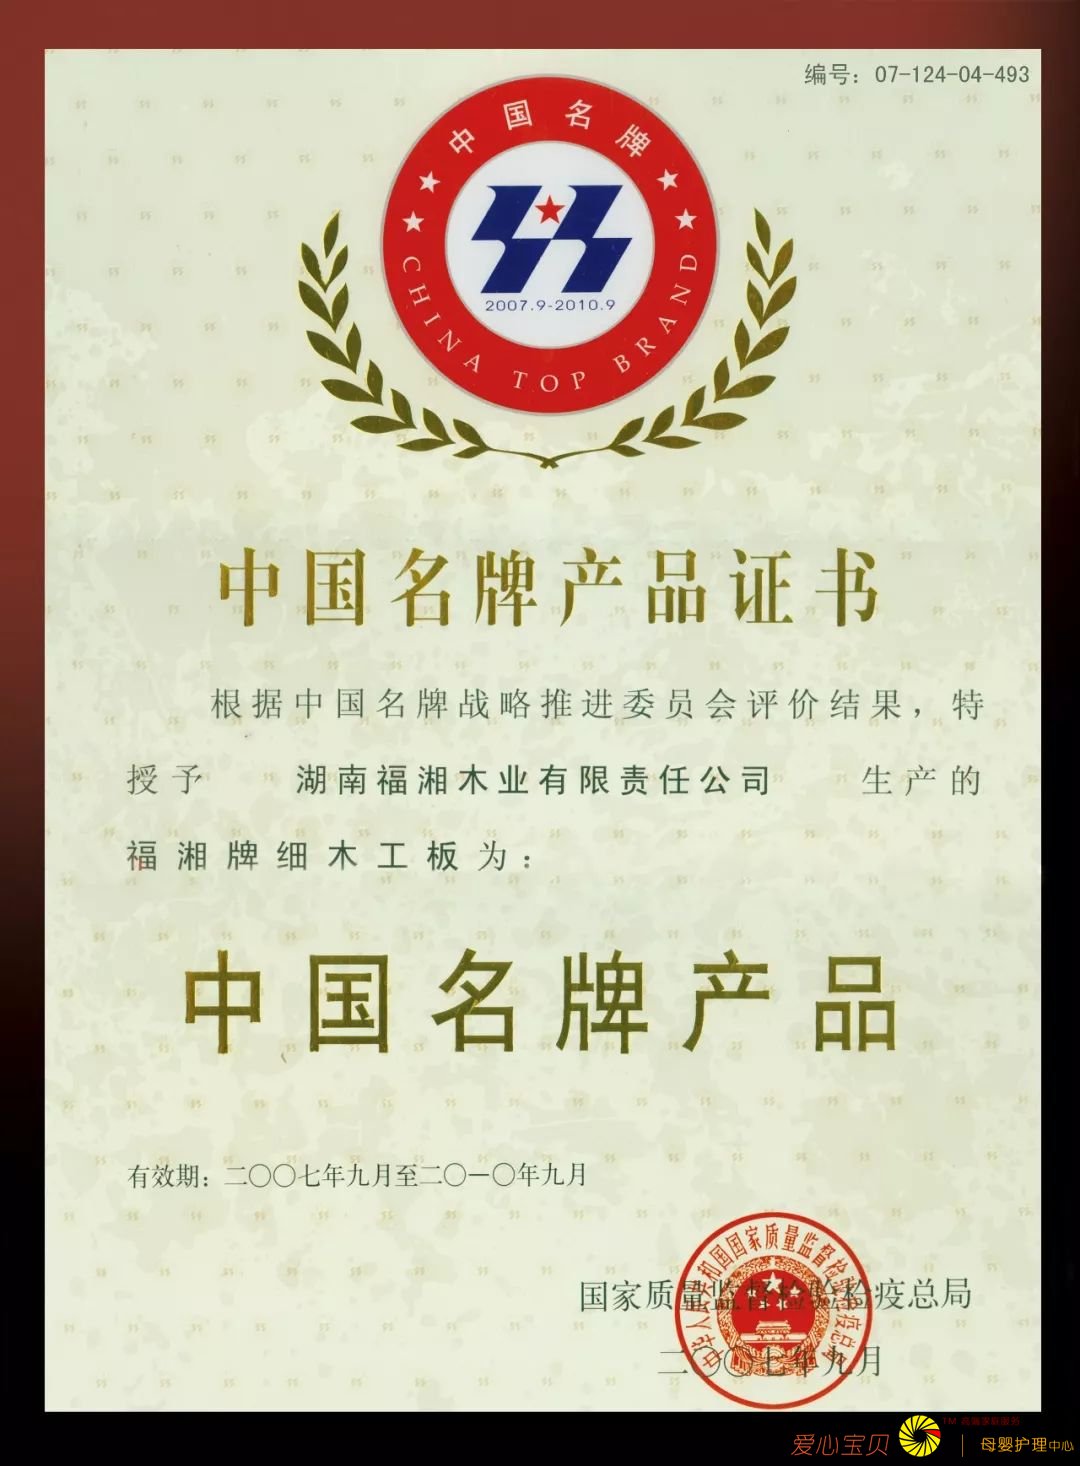 编号：07-124-04-493
中国名牌
CHINA TOP BRAND
2007.9-2010.9
中国名牌产品证书
根据中国名牌战略推进委员会评价结果，特
授予 湖南福湘木业有限责任公司 生产的
福湘牌细木工板为：
中国名牌产品
有效期：二〇〇七年九月至二〇一〇年九月
国家质量监督检验检疫总局
二〇〇七年九月
中华人民共和国国家质量监督检验检疫总局
爱心宝贝
TM 高端家庭服务
母婴护理中心